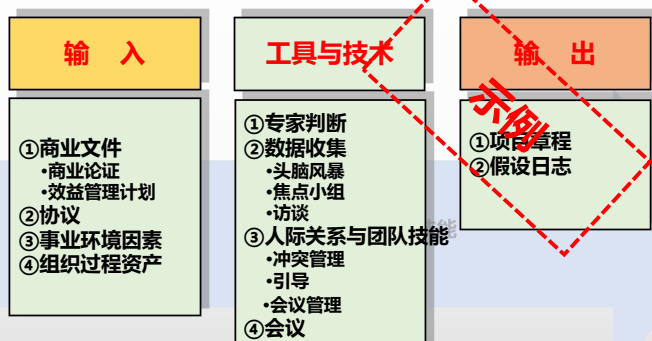 输 入
①商业文件
•商业论证
•效益管理计划
②协议
③事业环境因素
④组织过程资产
工具与技术
①专家判断
②数据收集
•头脑风暴
•焦点小组
•访谈
③人际关系与团队技能
•冲突管理
•引导
•会议管理
④会议
输 出
①项目章程
②假设日志
示例
能